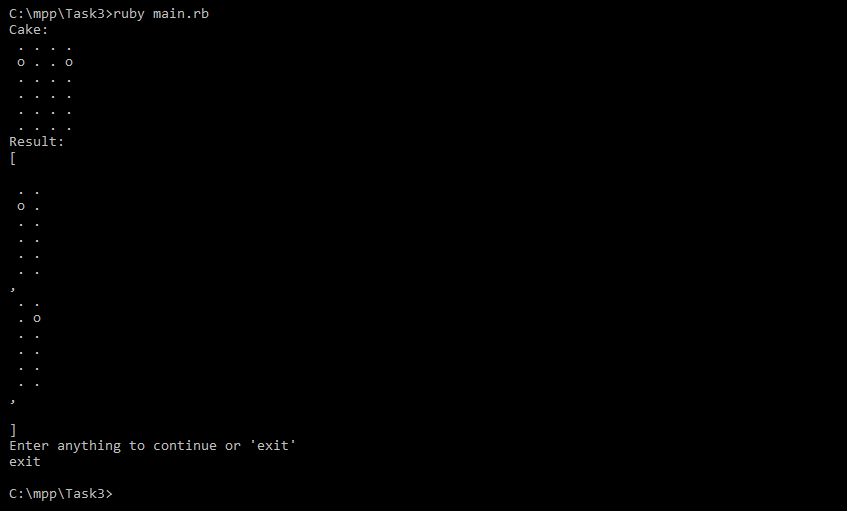 C:\mpp\Task3>ruby main.rb
Cake:
 . . . .
 o . . o
 . . . .
 . . . .
 . . . .
 . . . .
Result:
[

 . .
 o .
 . .
 . .
 . .
 . .
,
 . .
 . o
 . .
 . .
 . .
 . .
,

]
Enter anything to continue or 'exit'
exit

C:\mpp\Task3>